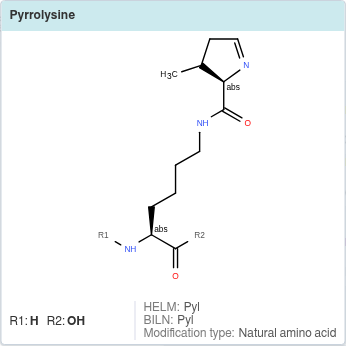 Pyrrolysine
H₃C
N
abs
NH
O
R1
abs
R2
NH
O
R1: H R2: OH
HELM: Pyl
BILN: Pyl
Modification type: Natural amino acid